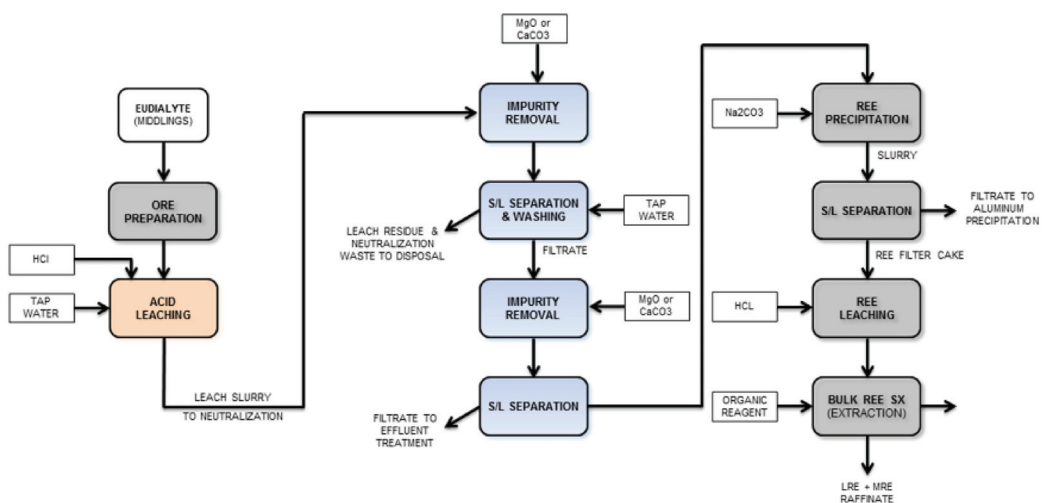 EUDIALYTE
(MIDDLINGS)
ORE
PREPARATION
HCl
TAP
WATER
ACID
LEACHING
LEACH SLURRY
TO NEUTRALIZATION
MgO or
CaCO3
IMPURITY
REMOVAL
S/L SEPARATION
& WASHING
TAP
WATER
LEACH RESIDUE &
NEUTRALIZATION
WASTE TO DISPOSAL
FILTRATE
IMPURITY
REMOVAL
MgO or
CaCO3
S/L SEPARATION
FILTRATE TO
EFFLUENT
TREATMENT
Na2CO3
REE
PRECIPITATION
SLURRY
S/L SEPARATION
FILTRATE TO
ALUMINUM
PRECIPITATION
REE FILTER CAKE
HCL
REE
LEACHING
ORGANIC
REAGENT
BULK REE SX
(EXTRACTION)
LRE + MRE
RAFFINATE